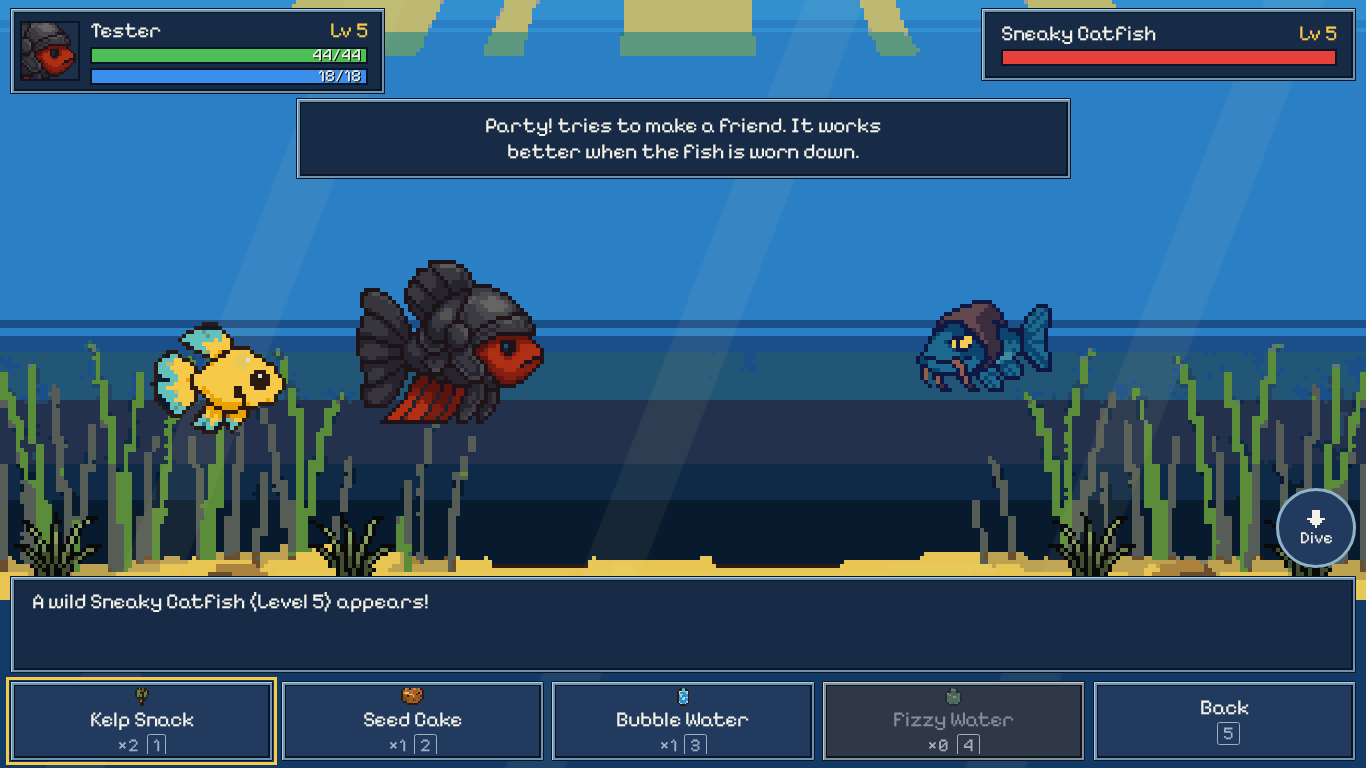 Tester Lv 5
44/44
18/18
Sneaky Catfish Lv 5
Party! tries to make a friend. It works
better when the fish is worn down.
Dive
A wild Sneaky Catfish (Level 5) appears!
Kelp Snack
×2 1
Seed Cake
×1 2
Bubble Water
×1 3
Fizzy Water
×0 4
Back
5